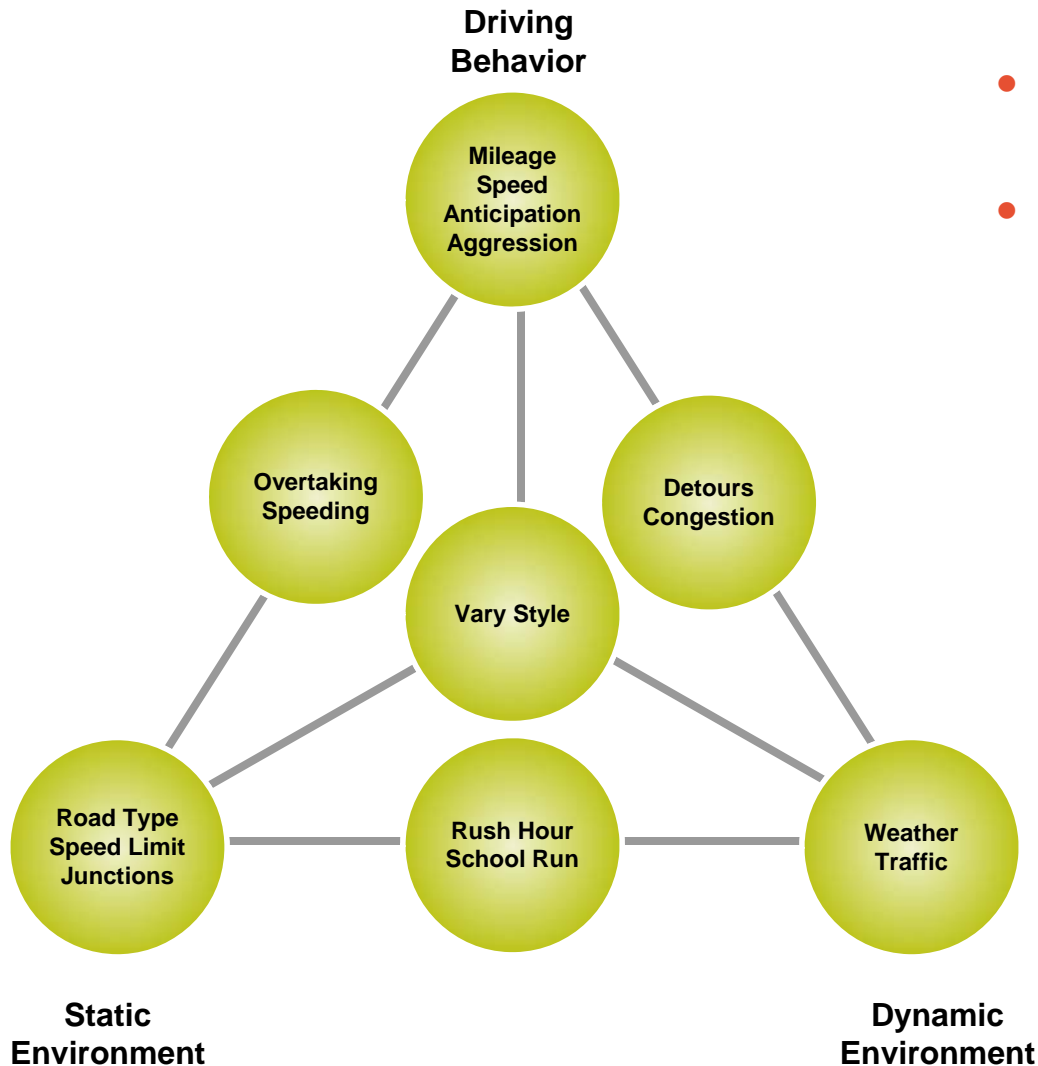 Driving
Behavior
Mileage
Speed
Anticipation
Aggression
Overtaking
Speeding
Detours
Congestion
Vary Style
Road Type
Speed Limit
Junctions
Rush Hour
School Run
Weather
Traffic
Static
Environment
Dynamic
Environment